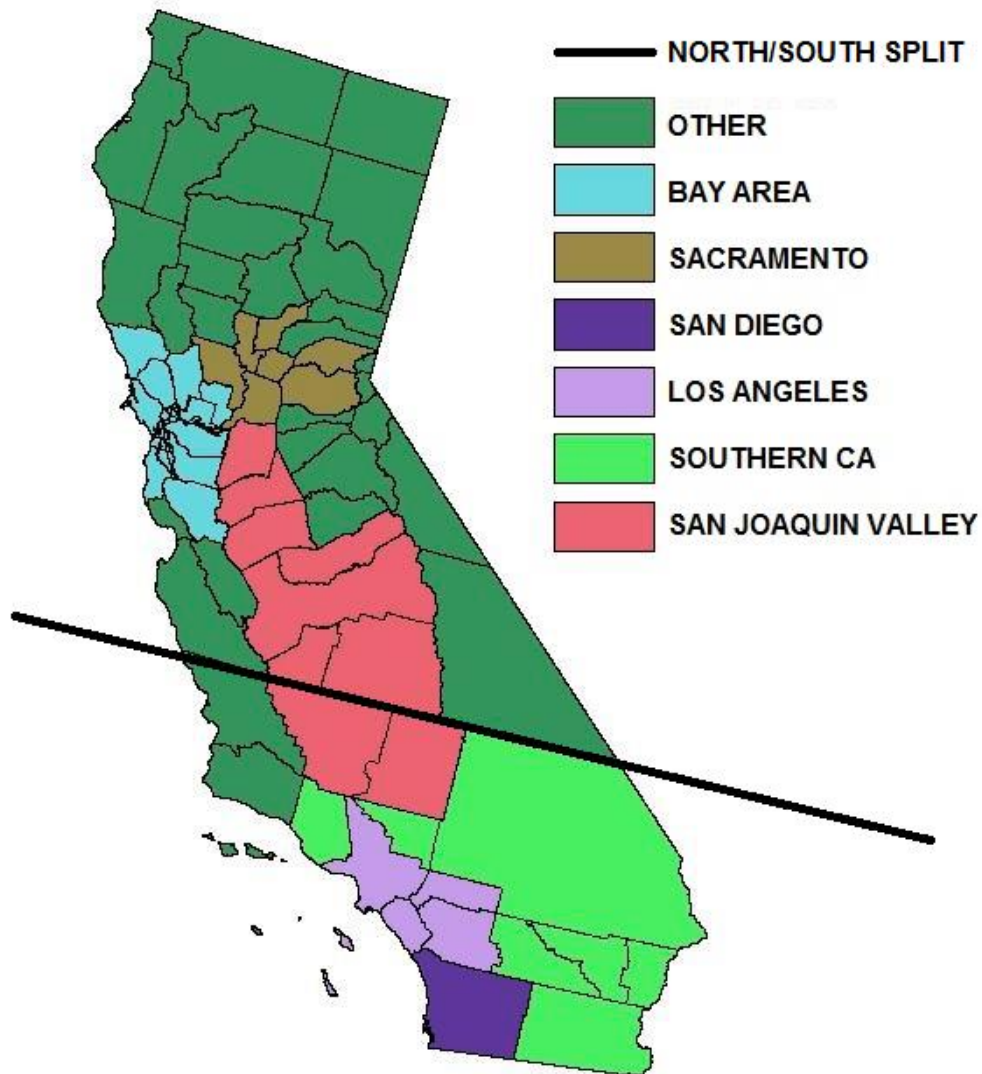 NORTH/SOUTH SPLIT
OTHER
BAY AREA
SACRAMENTO
SAN DIEGO
LOS ANGELES
SOUTHERN CA
SAN JOAQUIN VALLEY